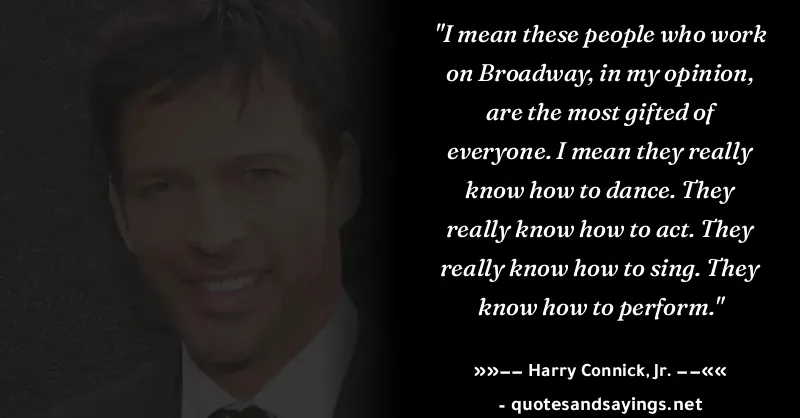 "I mean these people who work
on Broadway, in my opinion,
are the most gifted of
everyone. I mean they really
know how to dance. They
really know how to act. They
really know how to sing. They
know how to perform."
»»−− Harry Connick, Jr. −−««
- quotesandsayings.net